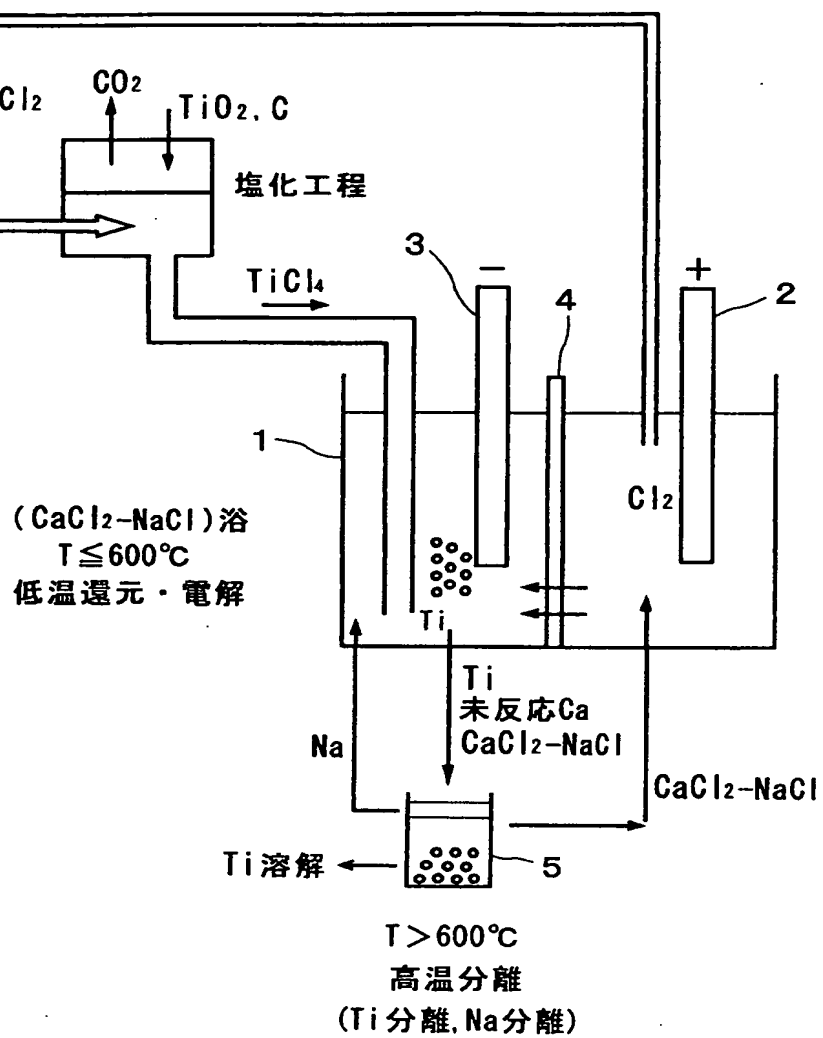 CO2
Cl2
TiO2, C
塩化工程
TiCl4
3
−
+
2
4
1
Cl2
(CaCl2-NaCl)浴
T≦600℃
低温還元・電解
Ti
Ti
未反応Ca
CaCl2-NaCl
Na
CaCl2-NaCl
Ti溶解
5
T>600℃
高温分離
(Ti分離,Na分離)